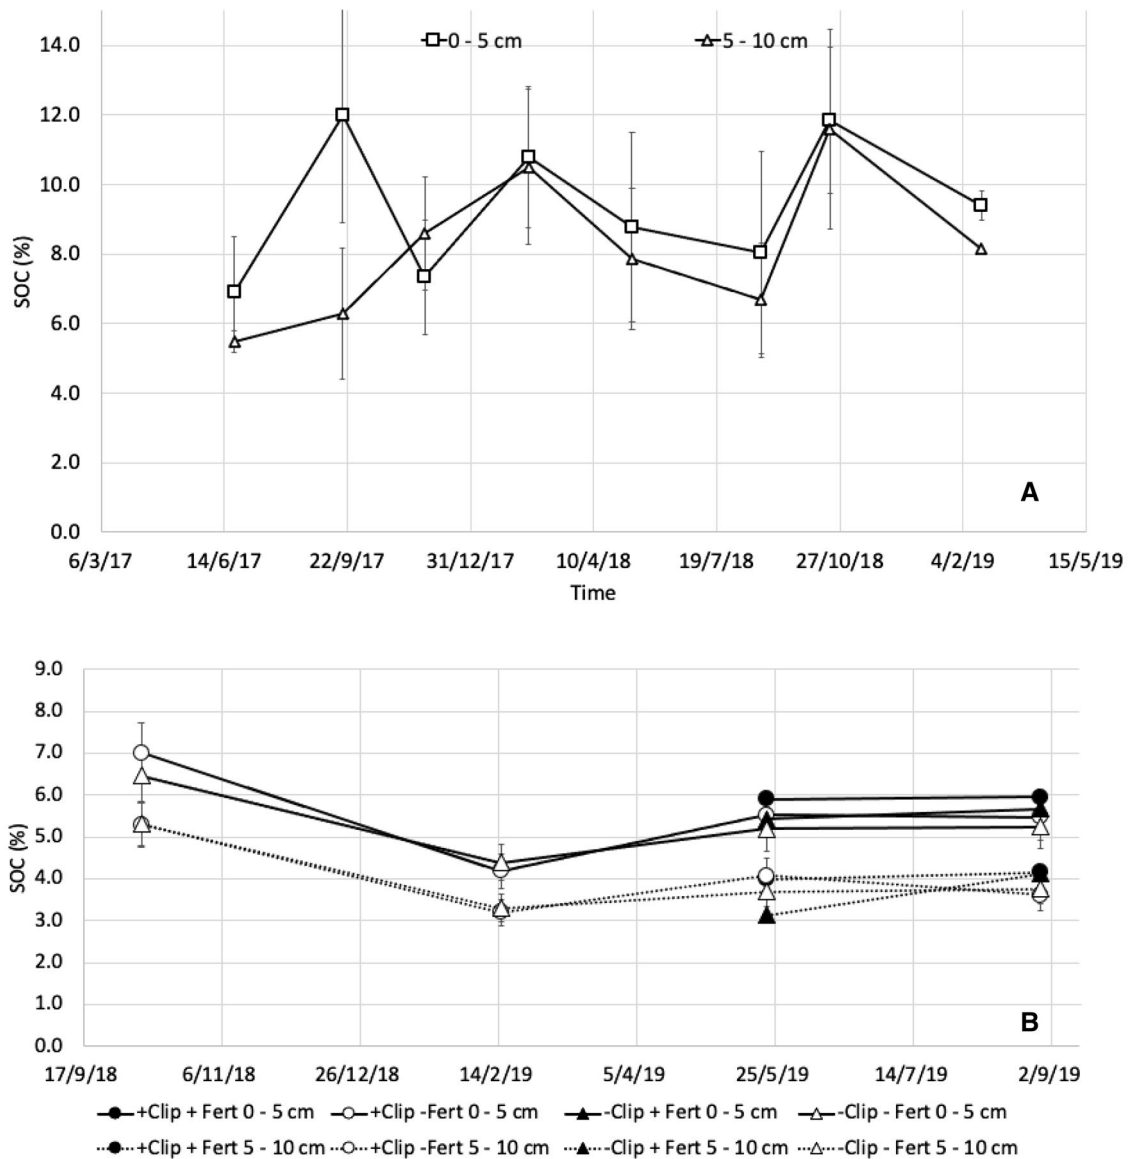 14.0
0 - 5 cm 5 - 10 cm
12.0
10.0
8.0
SOC (%)
6.0
4.0
2.0
A
0.0
6/3/17 14/6/17 22/9/17 31/12/17 10/4/18 19/7/18 27/10/18 4/2/19 15/5/19
Time
9.0
8.0
7.0
6.0
5.0
SOC (%)
4.0
3.0
2.0
1.0
B
0.0
17/9/18 6/11/18 26/12/18 14/2/19 5/4/19 25/5/19 14/7/19 2/9/19
+Clip + Fert 0 - 5 cm +Clip -Fert 0 - 5 cm -Clip + Fert 0 - 5 cm -Clip - Fert 0 - 5 cm
+Clip + Fert 5 - 10 cm +Clip -Fert 5 - 10 cm -Clip + Fert 5 - 10 cm -Clip - Fert 5 - 10 cm